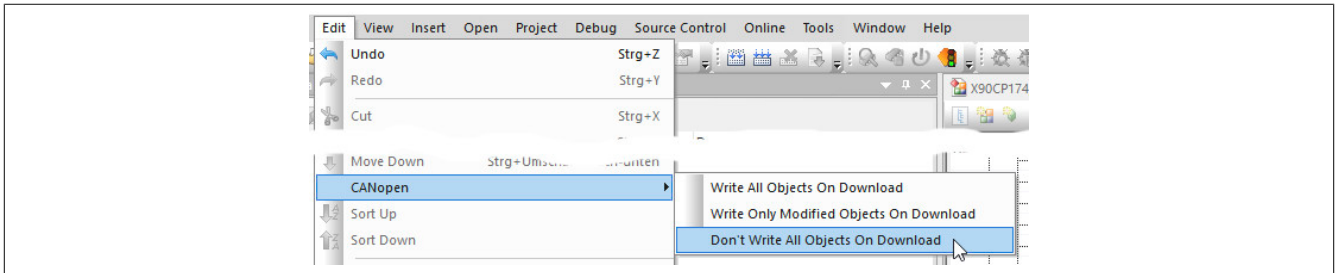 Edit View Insert Open Project Debug Source Control Online Tools Window Help
Undo Strg+Z
Redo Strg+Y
X90CP174
Cut Strg+X
Move Down
CANopen
Write All Objects On Download
Sort Up
Write Only Modified Objects On Download
Sort Down
Don't Write All Objects On Download